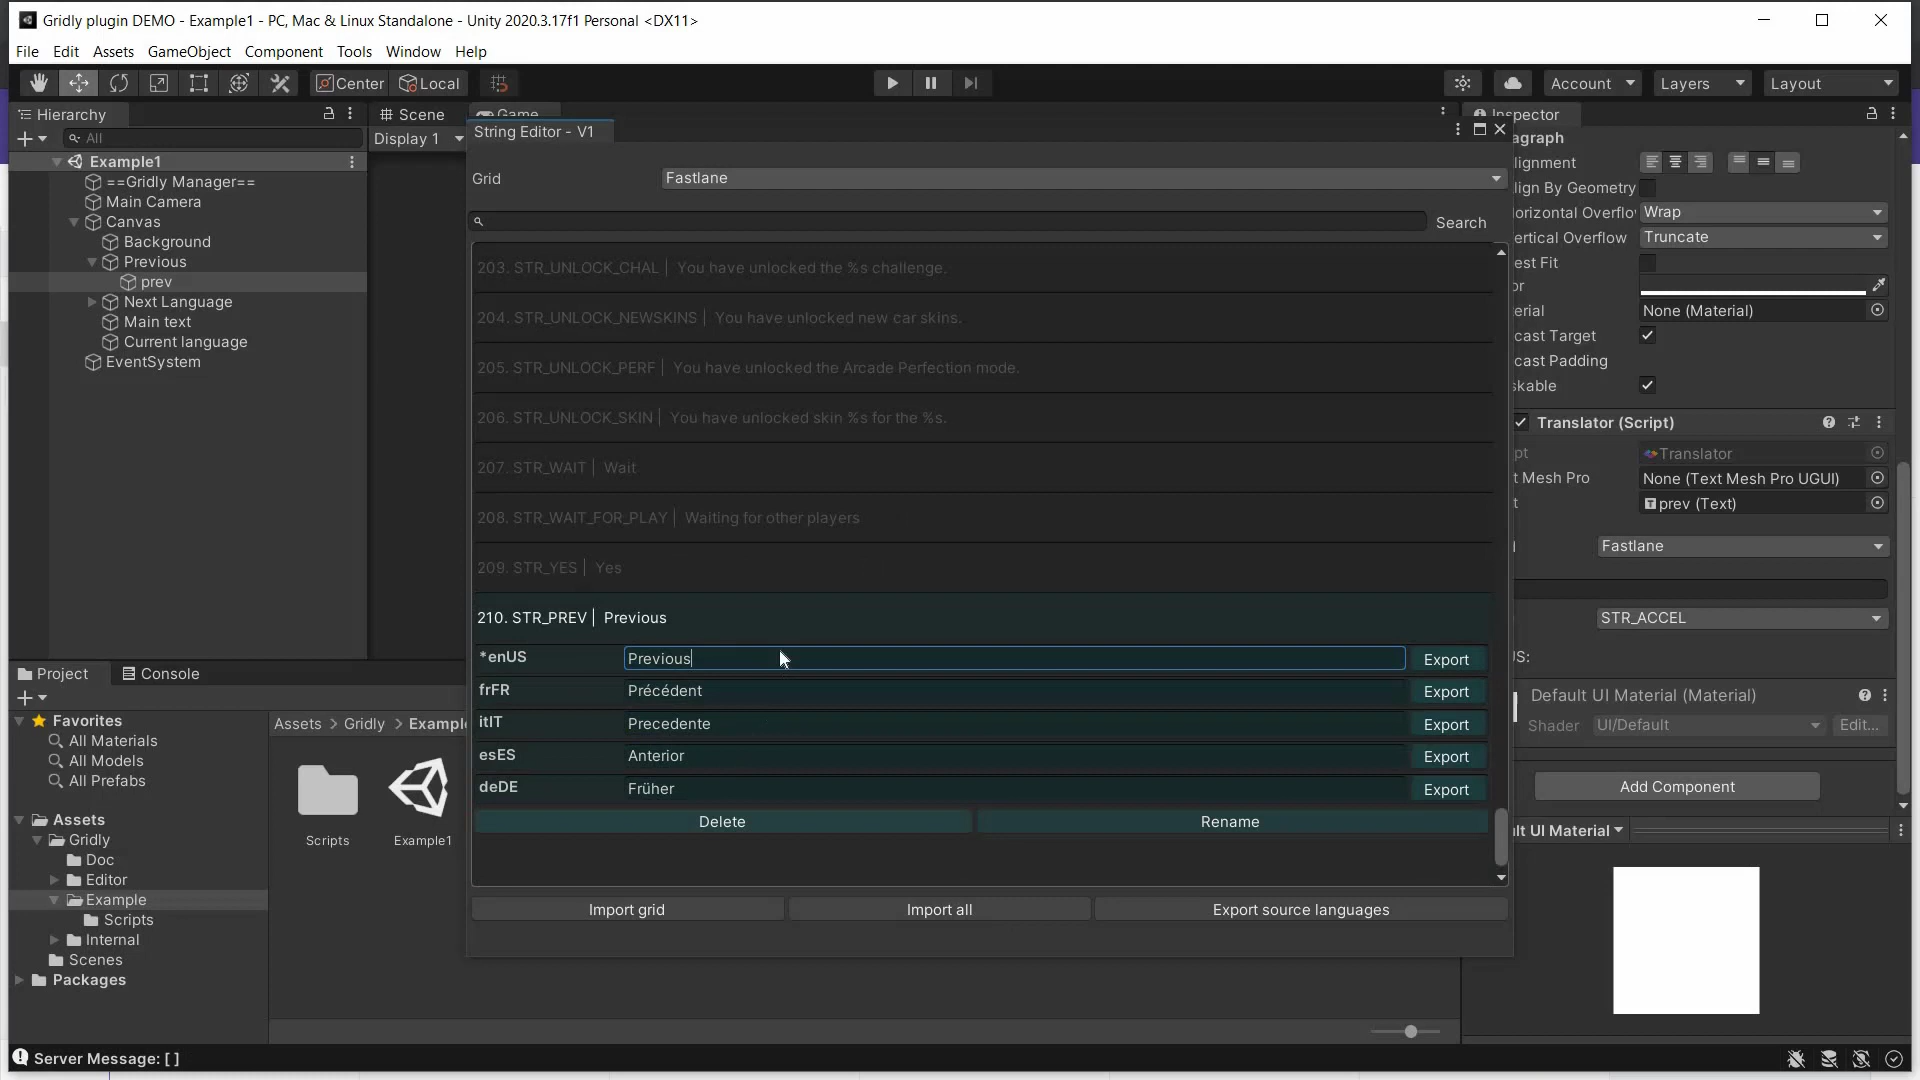 Gridly plugin DEMO - Example1 - PC, Mac & Linux Standalone - Unity 2020.3.17f1 Personal <DX11>
File Edit Assets GameObject Component Tools Window Help
Center Local Account Layers Layout
Hierarchy
All
Example1
==Gridly Manager==
Main Camera
Canvas
Background
Previous
prev
Next Language
Main text
Current language
EventSystem
Scene Game
Display 1
String Editor - V1
Grid Fastlane
Search
203. STR_UNLOCK_CHAL | You have unlocked the %s challenge.
204. STR_UNLOCK_NEWSKINS | You have unlocked new car skins.
205. STR_UNLOCK_PERF | You have unlocked the Arcade Perfection mode.
206. STR_UNLOCK_SKIN | You have unlocked skin %s for the %s.
207. STR_WAIT | Wait
208. STR_WAIT_FOR_PLAY | Waiting for other players
209. STR_YES | Yes
210. STR_PREV | Previous
*enUS Previous Export
frFR Précédent Export
itIT Precedente Export
esES Anterior Export
deDE Früher Export
Delete Rename
Import grid Import all Export source languages
Inspector
agraph
lignment
lign By Geometry
orizontal Overflo Wrap
ertical Overflow Truncate
est Fit
or
erial None (Material)
cast Target
cast Padding
skable
Translator (Script)
pt Translator
t Mesh Pro None (Text Mesh Pro UGUI)
t prev (Text)
Fastlane
STR_ACCEL
JS:
Default UI Material (Material)
Shader UI/Default Edit...
Add Component
ult UI Material
Project Console
Favorites
All Materials
All Models
All Prefabs
Assets
Gridly
Doc
Editor
Example
Scripts
Internal
Scenes
Packages
Assets > Gridly > Exampl
Scripts Example1
Server Message: [ ]